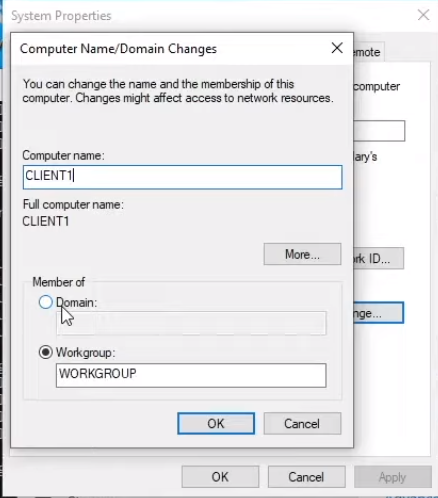 System Properties
Computer Name/Domain Changes
You can change the name and the membership of this
computer. Changes might affect access to network resources.
Computer name:
CLIENT1
Full computer name:
CLIENT1
More...
Member of
Domain:
Workgroup:
WORKGROUP
OK
Cancel
emote
computer
ary's
rk ID...
nge...
OK
Cancel
Apply